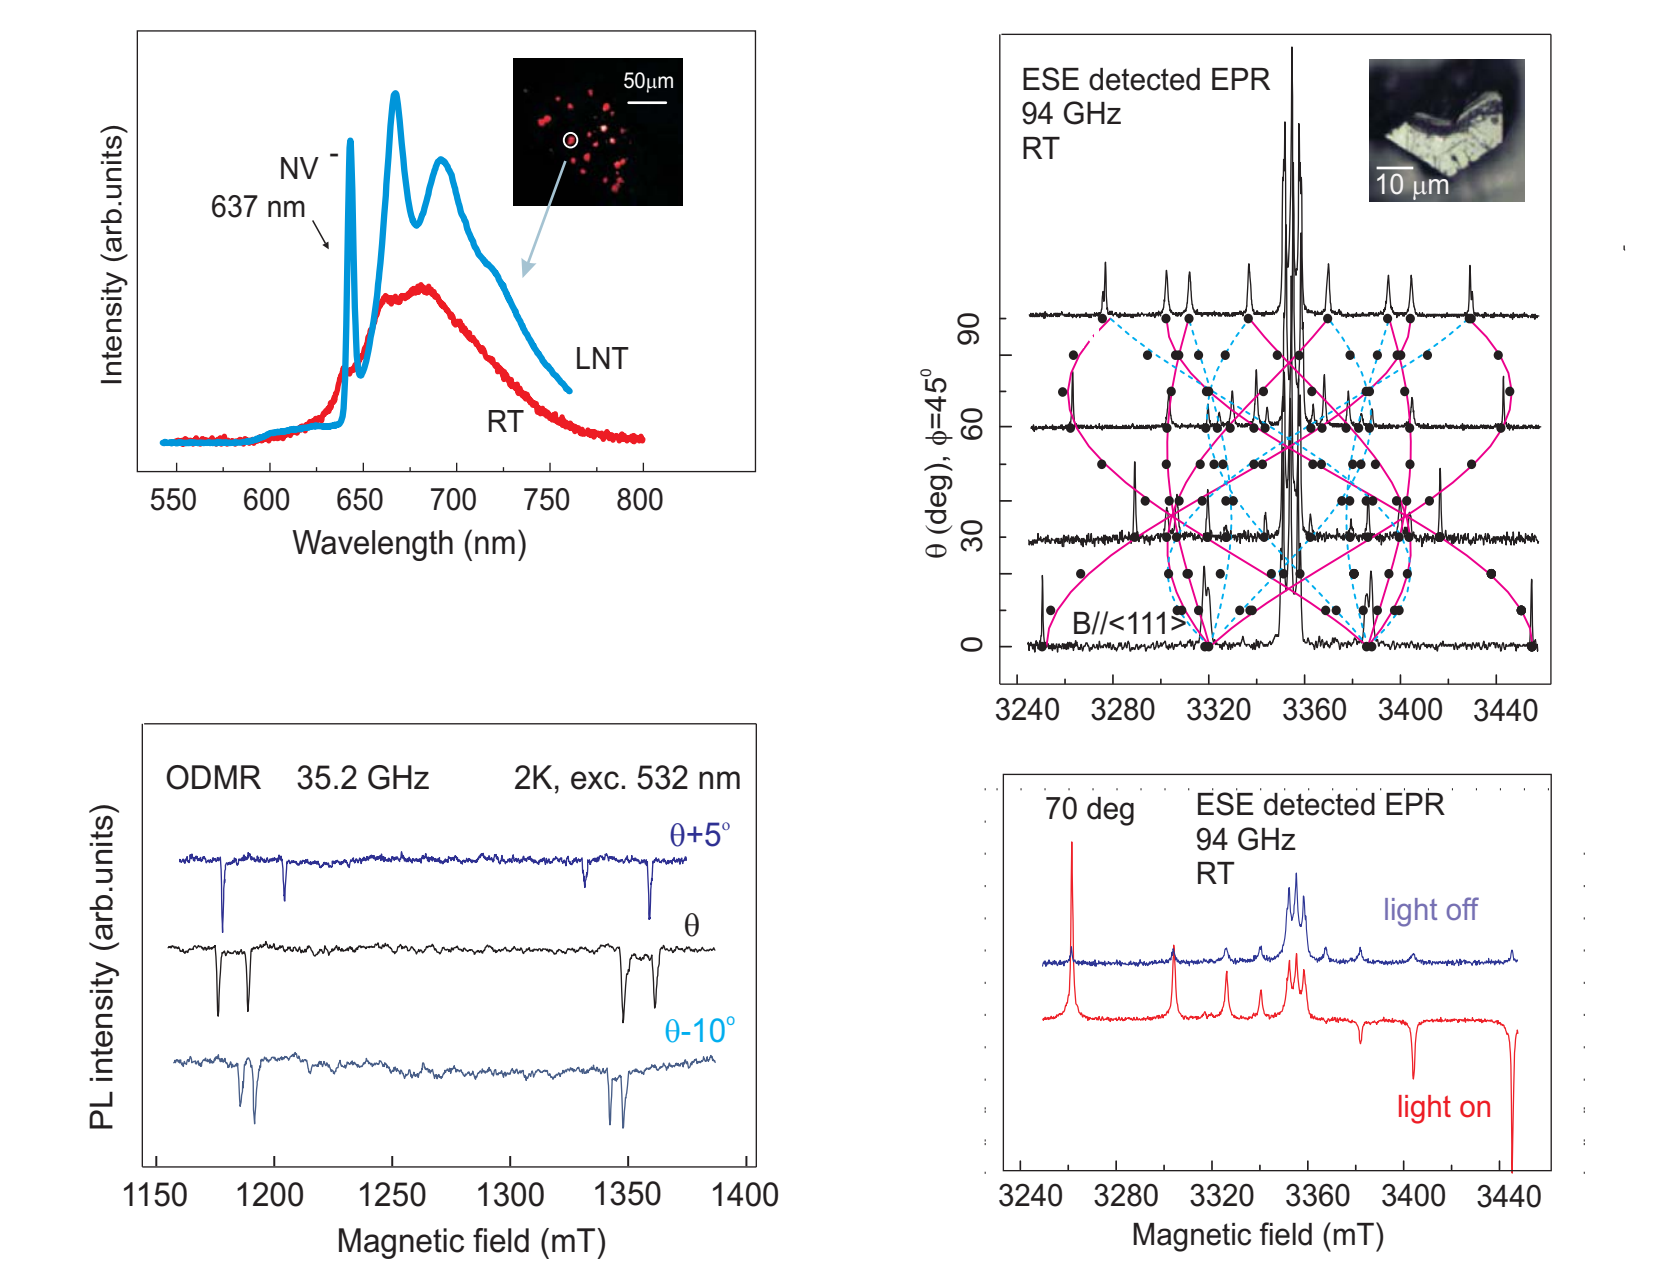 Intensity (arb.units)
NV -
637 nm
50µm
LNT
RT
550 600 650 700 750 800
Wavelength (nm)
ESE detected EPR
94 GHz
RT
10 µm
θ (deg), ϕ=45⁰
90
60
30
0
B//<111>
3240 3280 3320 3360 3400 3440
PL intensity (arb.units)
ODMR 35.2 GHz 2K, exc. 532 nm
θ+5°
θ
θ-10°
1150 1200 1250 1300 1350 1400
Magnetic field (mT)
70 deg
ESE detected EPR
94 GHz
RT
light off
light on
3240 3280 3320 3360 3400 3440
Magnetic field (mT)